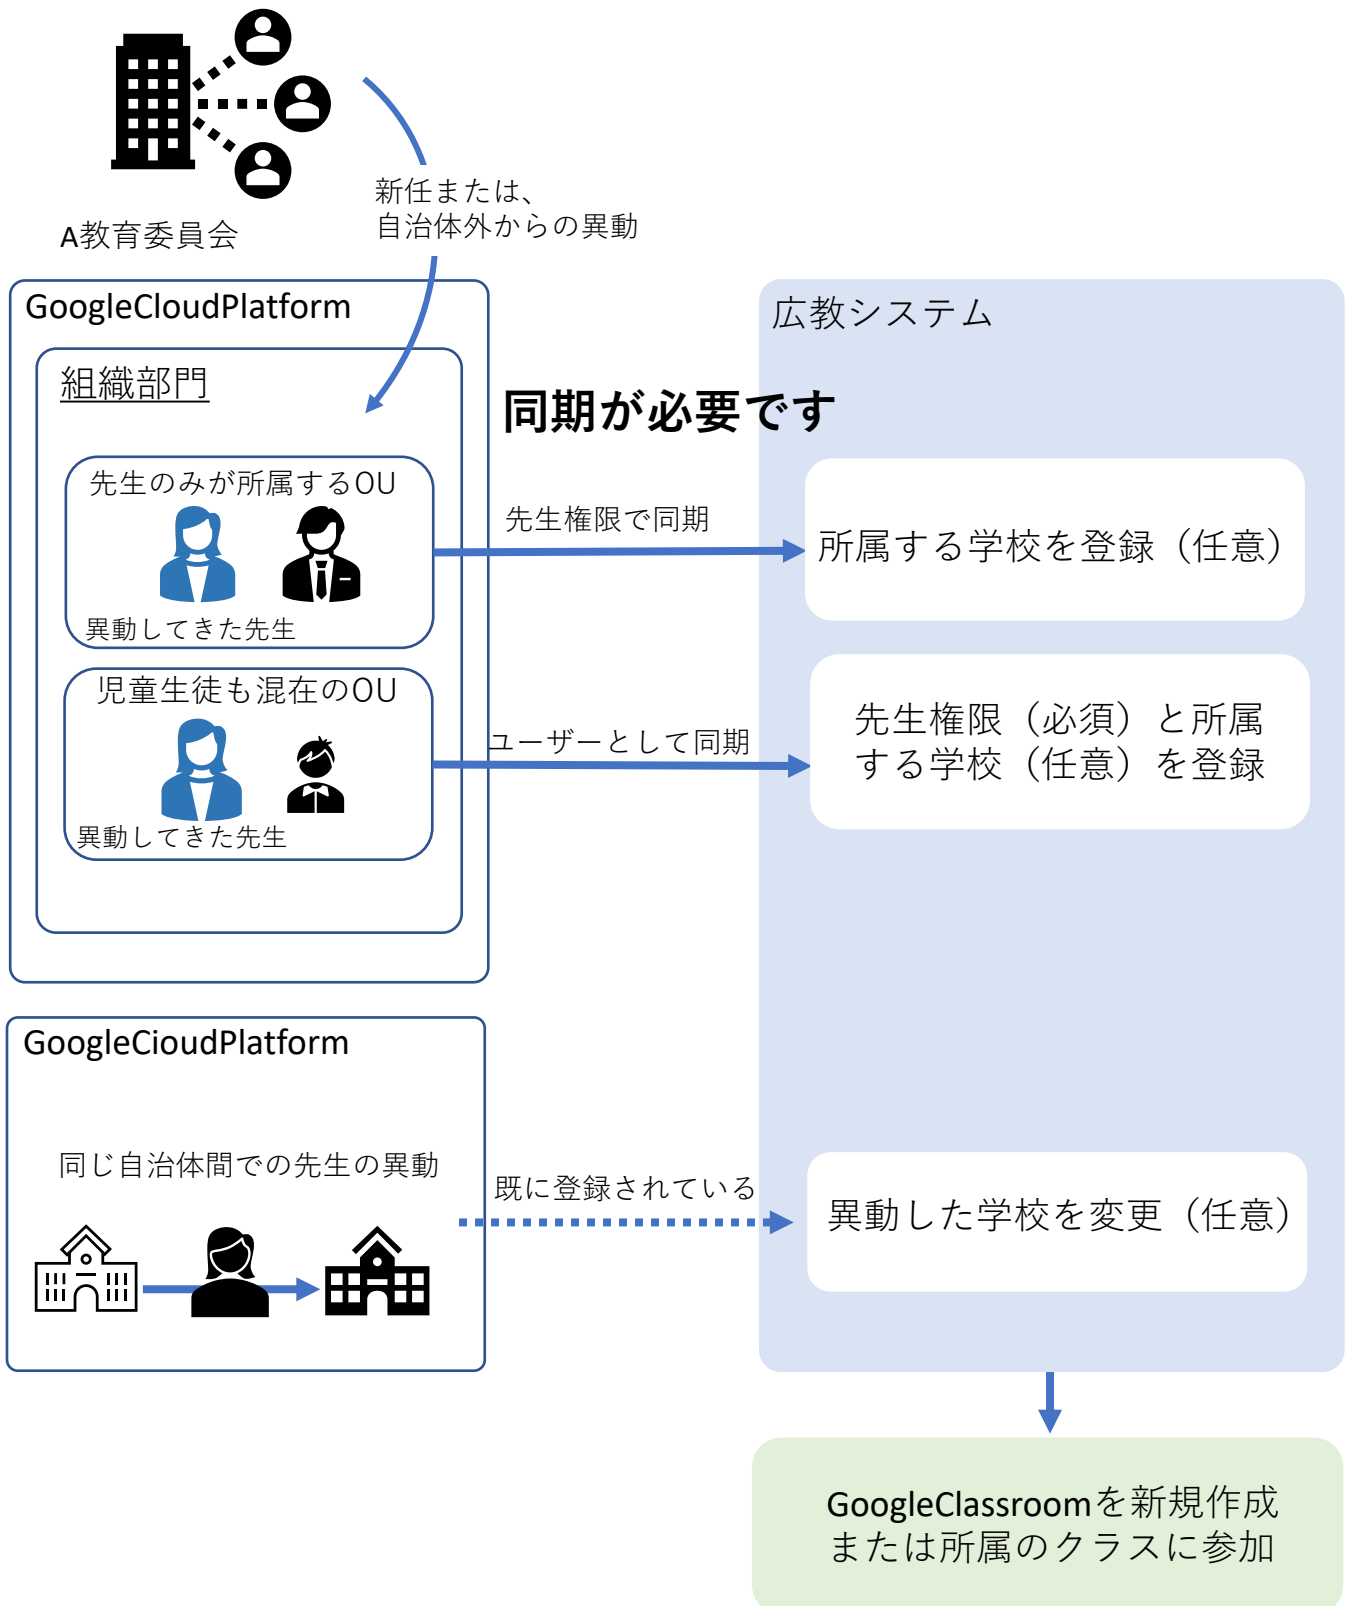 A教育委員会
新任または、
自治体外からの異動
GoogleCloudPlatform
組織部門
先生のみが所属するOU
異動してきた先生
児童生徒も混在のOU
異動してきた先生
同期が必要です
先生権限で同期
ユーザーとして同期
広教システム
所属する学校を登録（任意）
先生権限（必須）と所属
する学校（任意）を登録
GoogleCioudPlatform
同じ自治体間での先生の異動
既に登録されている
異動した学校を変更（任意）
GoogleClassroomを新規作成
または所属のクラスに参加